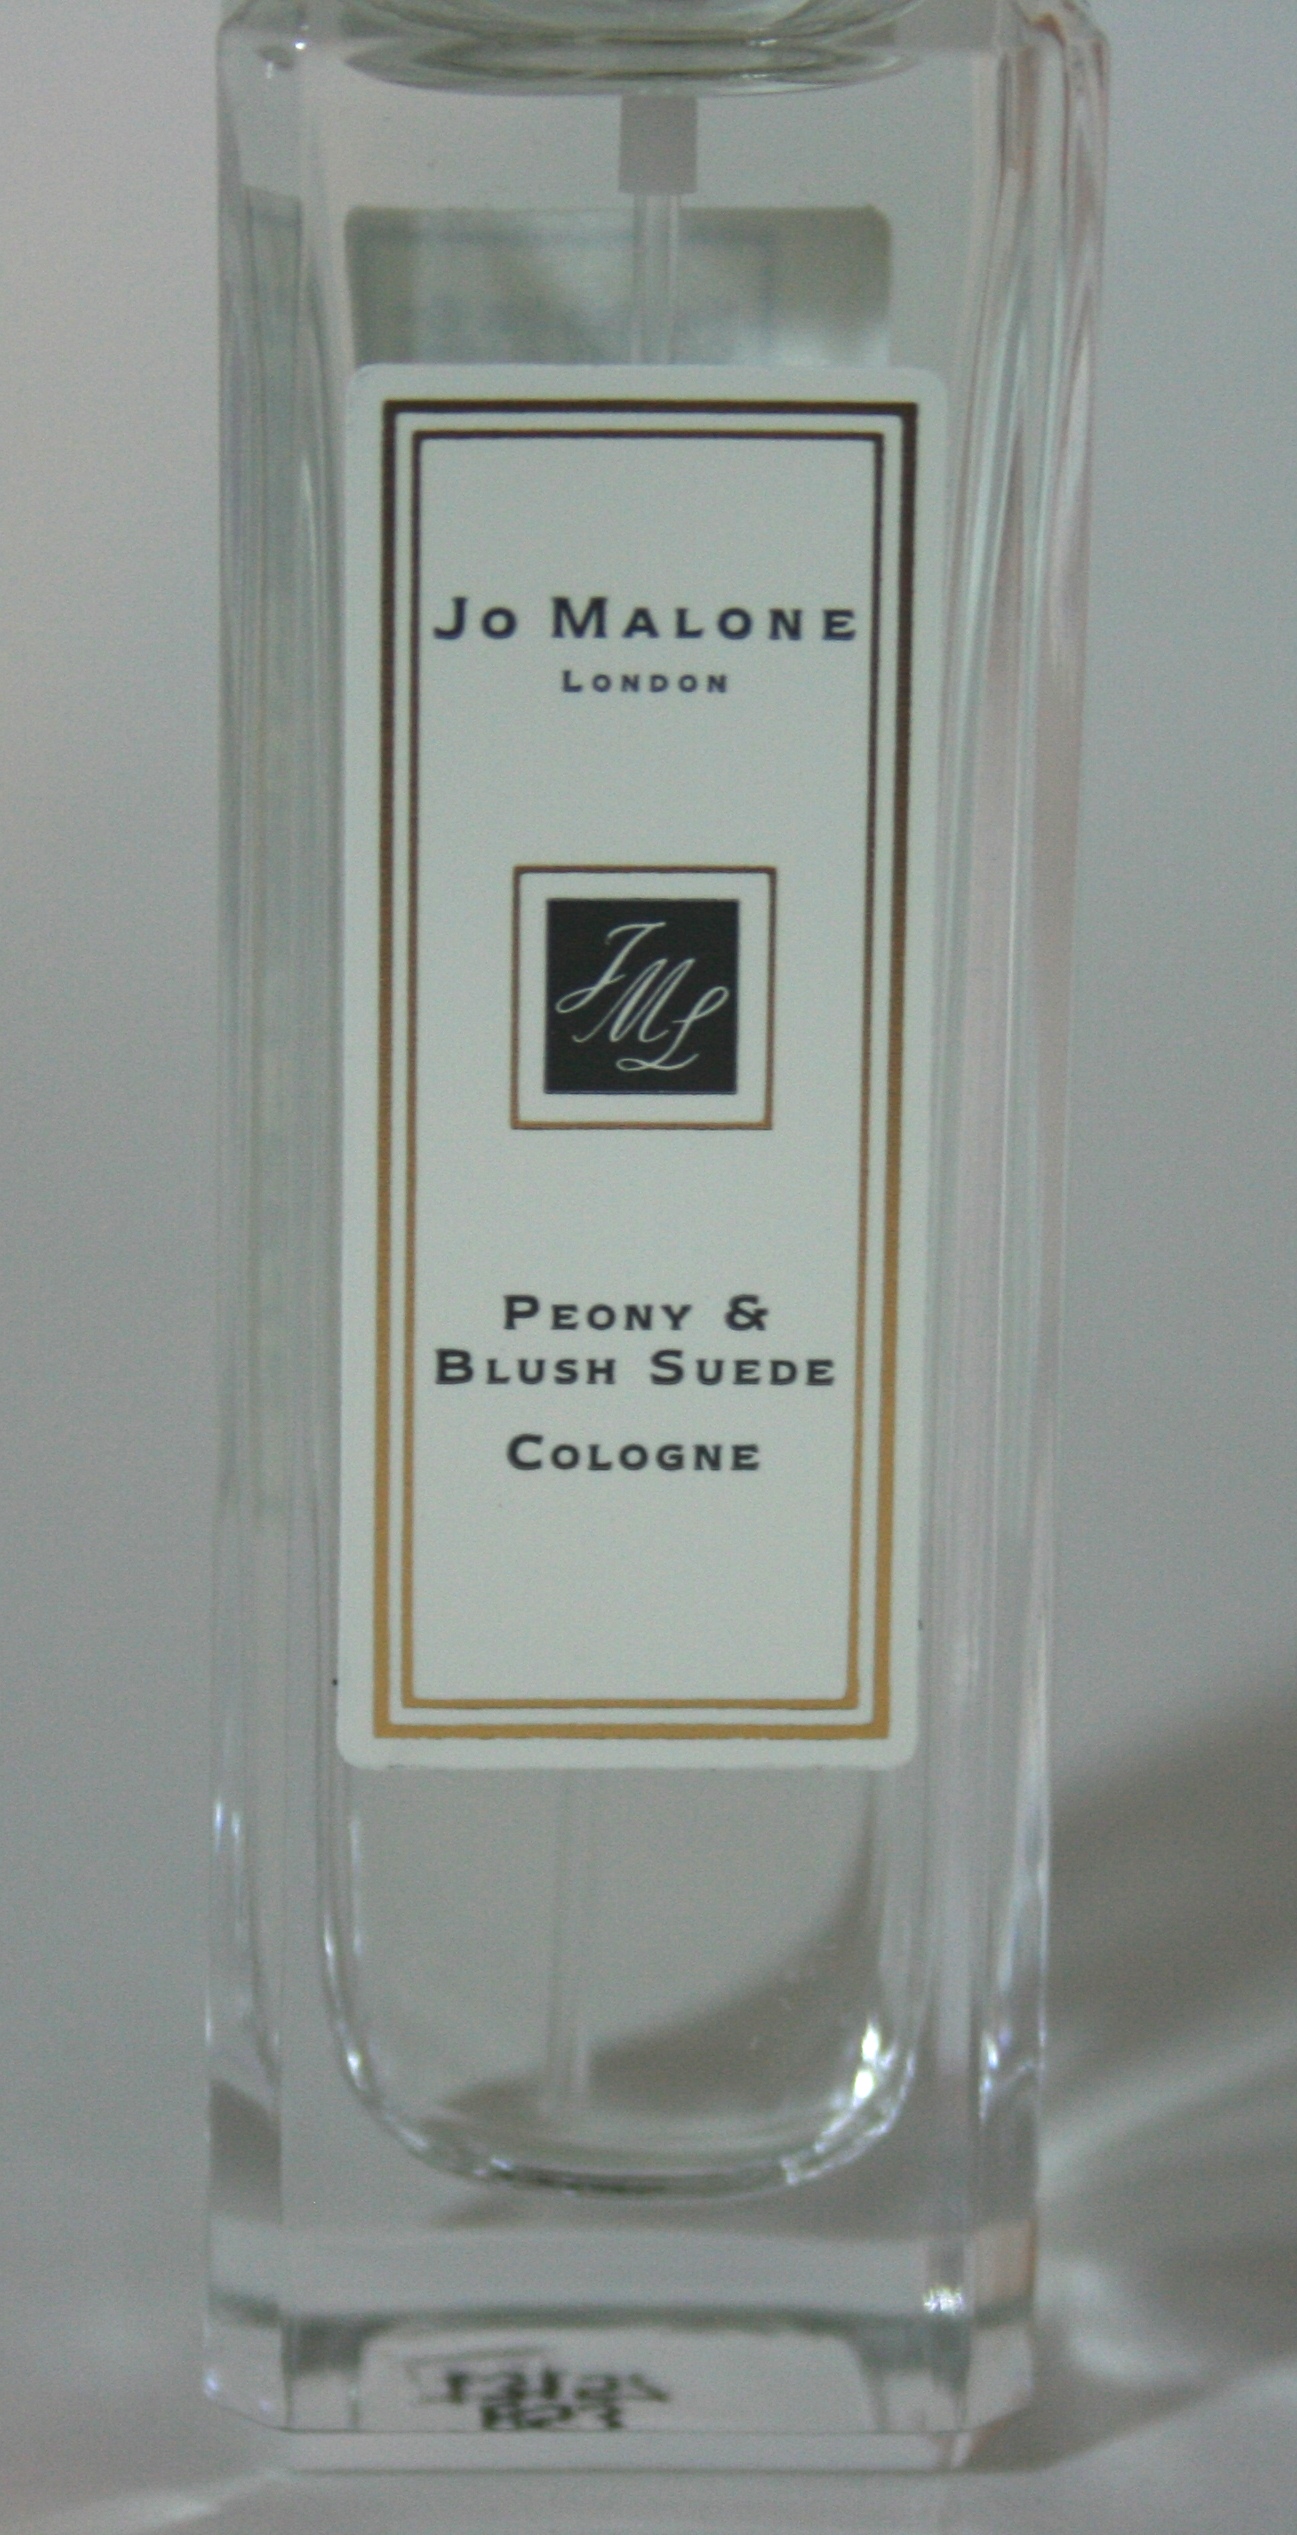 Jo Malone
London
JML
Peony &
Blush Suede
Cologne